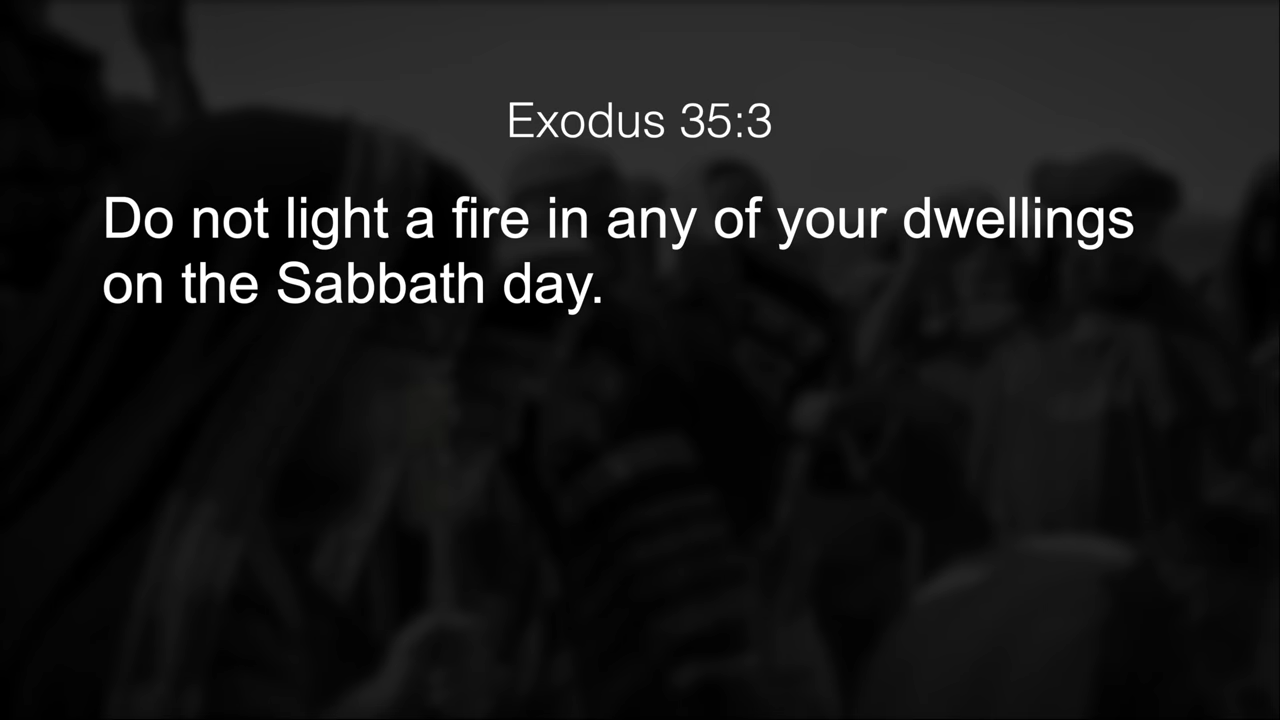 Exodus 35:3
Do not light a fire in any of your dwellings
on the Sabbath day.